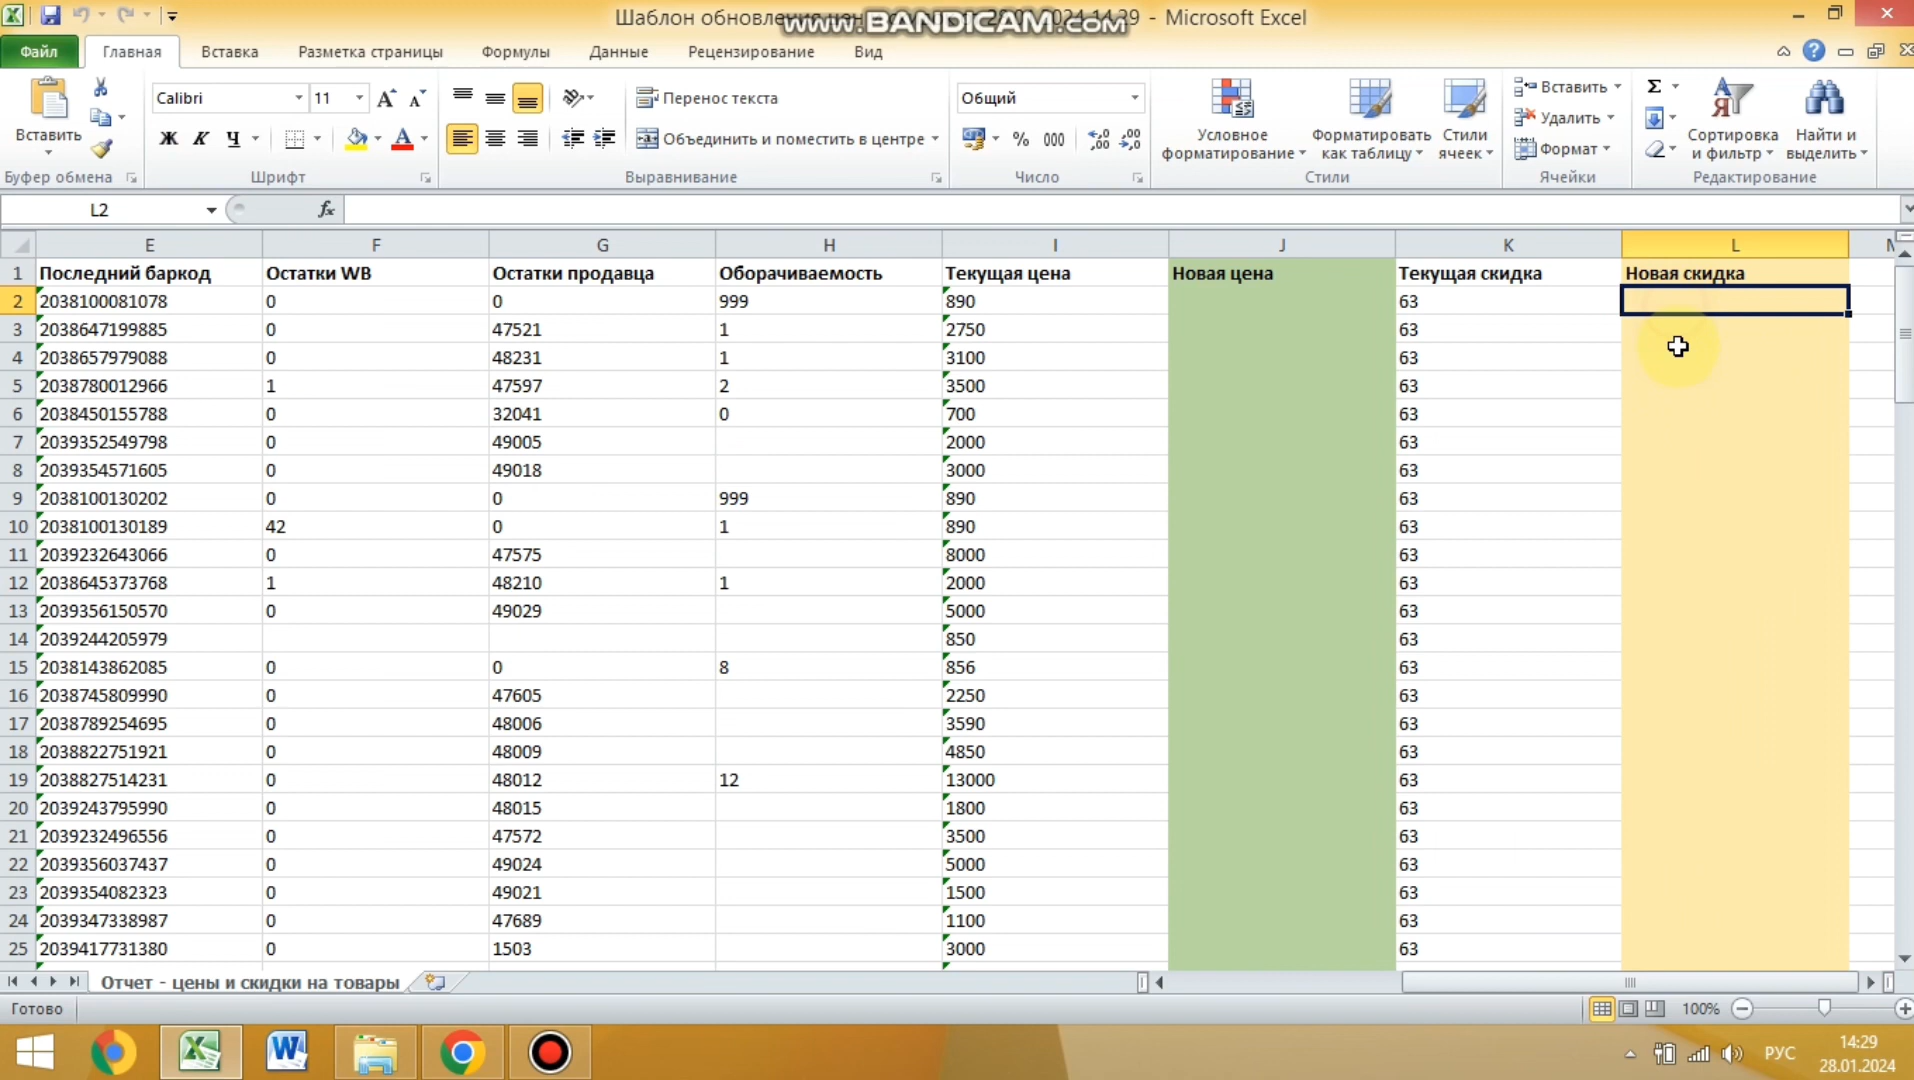 Шаблон обновления цен 28.01.2024 14.29 - Microsoft Excel
www.BANDICAM.com
Файл Главная Вставка Разметка страницы Формулы Данные Рецензирование Вид
Вставить
Calibri 11
Ж К Ч
Перенос текста
Объединить и поместить в центре
Общий
% 000
Условное форматирование
Форматировать как таблицу
Стили ячеек
Вставить
Удалить
Формат
Σ
Сортировка и фильтр
Найти и выделить
Буфер обмена Шрифт Выравнивание Число Стили Ячейки Редактирование
L2 fx
E F G H I J K L
1 Последний баркод Остатки WB Остатки продавца Оборачиваемость Текущая цена Новая цена Текущая скидка Новая скидка
2 2038100081078 0 0 999 890 63
3 2038647199885 0 47521 1 2750 63
4 2038657979088 0 48231 1 3100 63
5 2038780012966 1 47597 2 3500 63
6 2038450155788 0 32041 0 700 63
7 2039352549798 0 49005 2000 63
8 2039354571605 0 49018 3000 63
9 2038100130202 0 0 999 890 63
10 2038100130189 42 0 1 890 63
11 2039232643066 0 47575 8000 63
12 2038645373768 1 48210 1 2000 63
13 2039356150570 0 49029 5000 63
14 2039244205979 850 63
15 2038143862085 0 0 8 856 63
16 2038745809990 0 47605 2250 63
17 2038789254695 0 48006 3590 63
18 2038822751921 0 48009 4850 63
19 2038827514231 0 48012 12 13000 63
20 2039243795990 0 48015 1800 63
21 2039232496556 0 47572 3500 63
22 2039356037437 0 49024 5000 63
23 2039354082323 0 49021 1500 63
24 2039347338987 0 47689 1100 63
25 2039417731380 0 1503 3000 63
Отчет - цены и скидки на товары
Готово 100%
РУС 14:29
28.01.2024